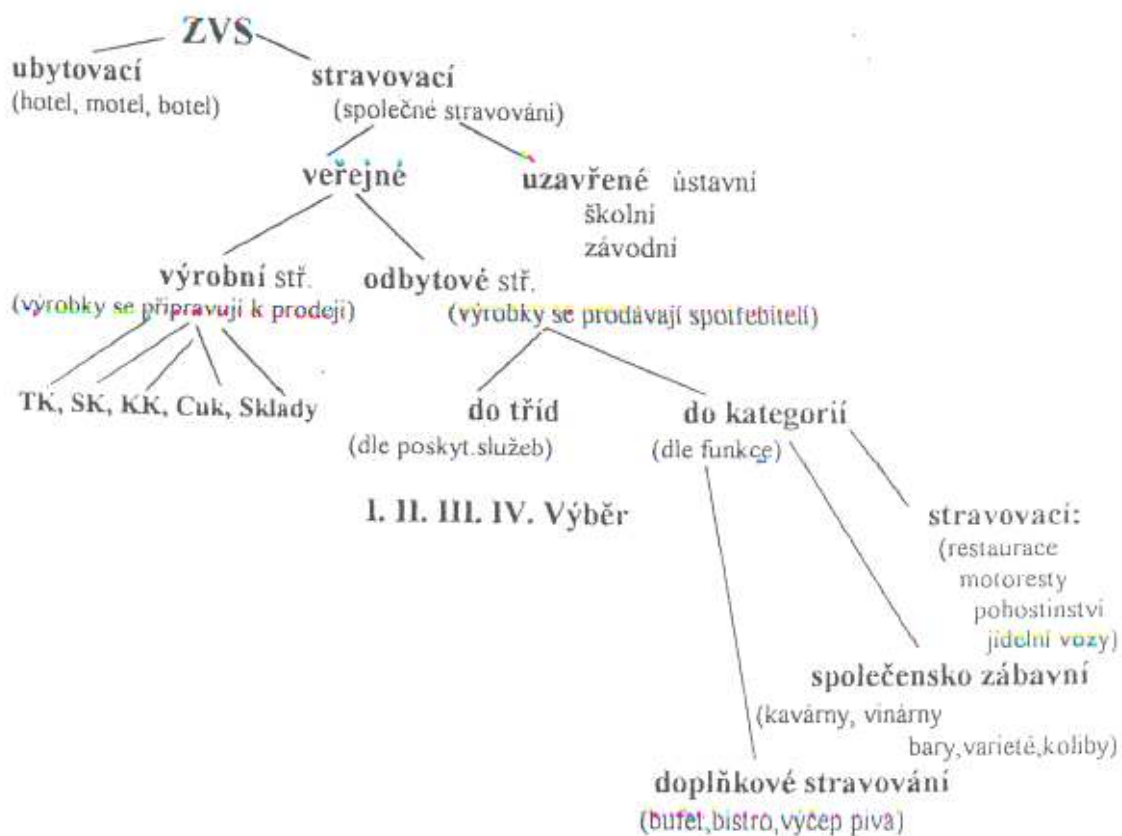 ZVS
ubytovací
(hotel, motel, botel)
stravovací
(společné stravování)
veřejné
uzavřené ústavní
školní
závodní
výrobní stř.
(výrobky se připravují k prodeji)
odbytové stř.
(výrobky se prodávají spotřebiteli)
TK, SK, KK, Cuk, Sklady
do tříd
(dle poskyt.služeb)
I. II. III. IV. Výběr
do kategorií
(dle funkce)
stravovací:
(restaurace
motoresty
pohostinství
jídelní vozy)
společensko zábavní
(kavárny, vinárny
bary,varieté,koliby)
doplňkové stravování
(bufet,bistro,výčep piva)